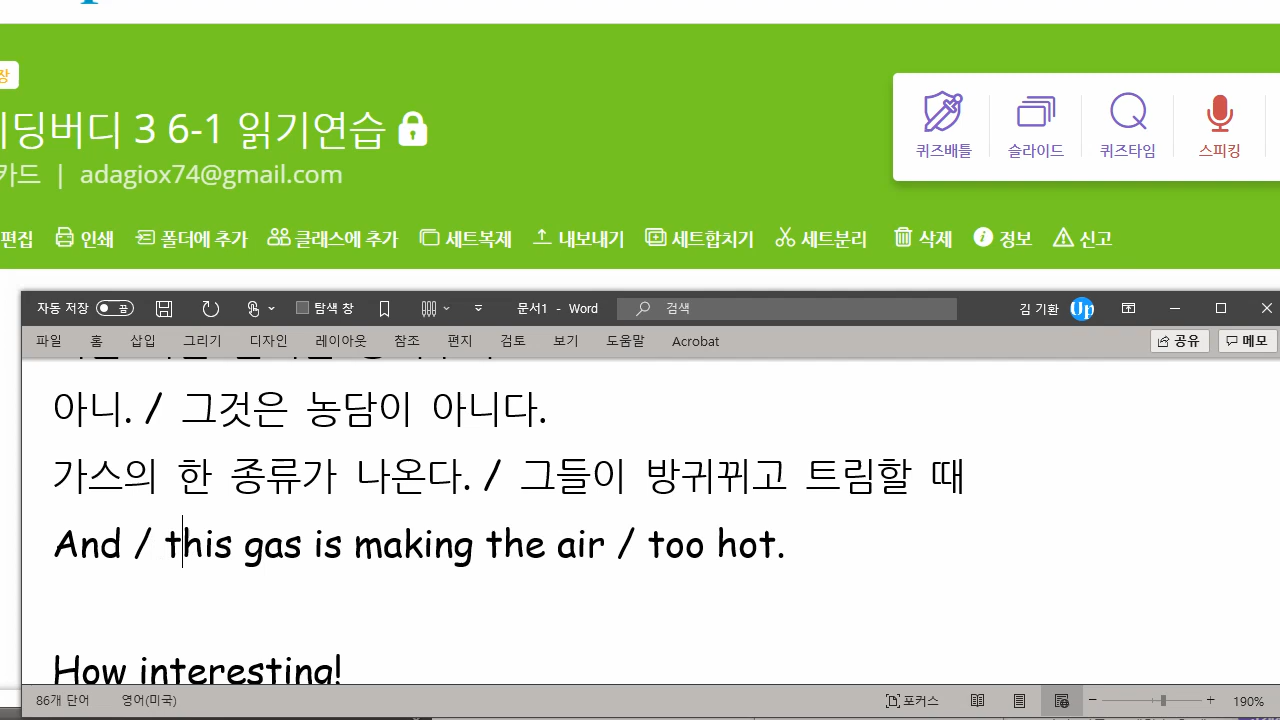 장
딩버디 3 6-1 읽기연습
카드 | adagiox74@gmail.com
퀴즈배틀 슬라이드 퀴즈타임 스피킹
편집 인쇄 폴더에 추가 클래스에 추가 세트복제 내보내기 세트합치기 세트분리 삭제 정보 신고
자동 저장 끔 탐색 창 문서1 - Word 검색 김 기환 Up
파일 홈 삽입 그리기 디자인 레이아웃 참조 편지 검토 보기 도움말 Acrobat 공유 메모
아니. / 그것은 농담이 아니다.
가스의 한 종류가 나온다. / 그들이 방귀뀌고 트림할 때
And / this gas is making the air / too hot.
How interesting!
86개 단어 영어(미국) 포커스 190%